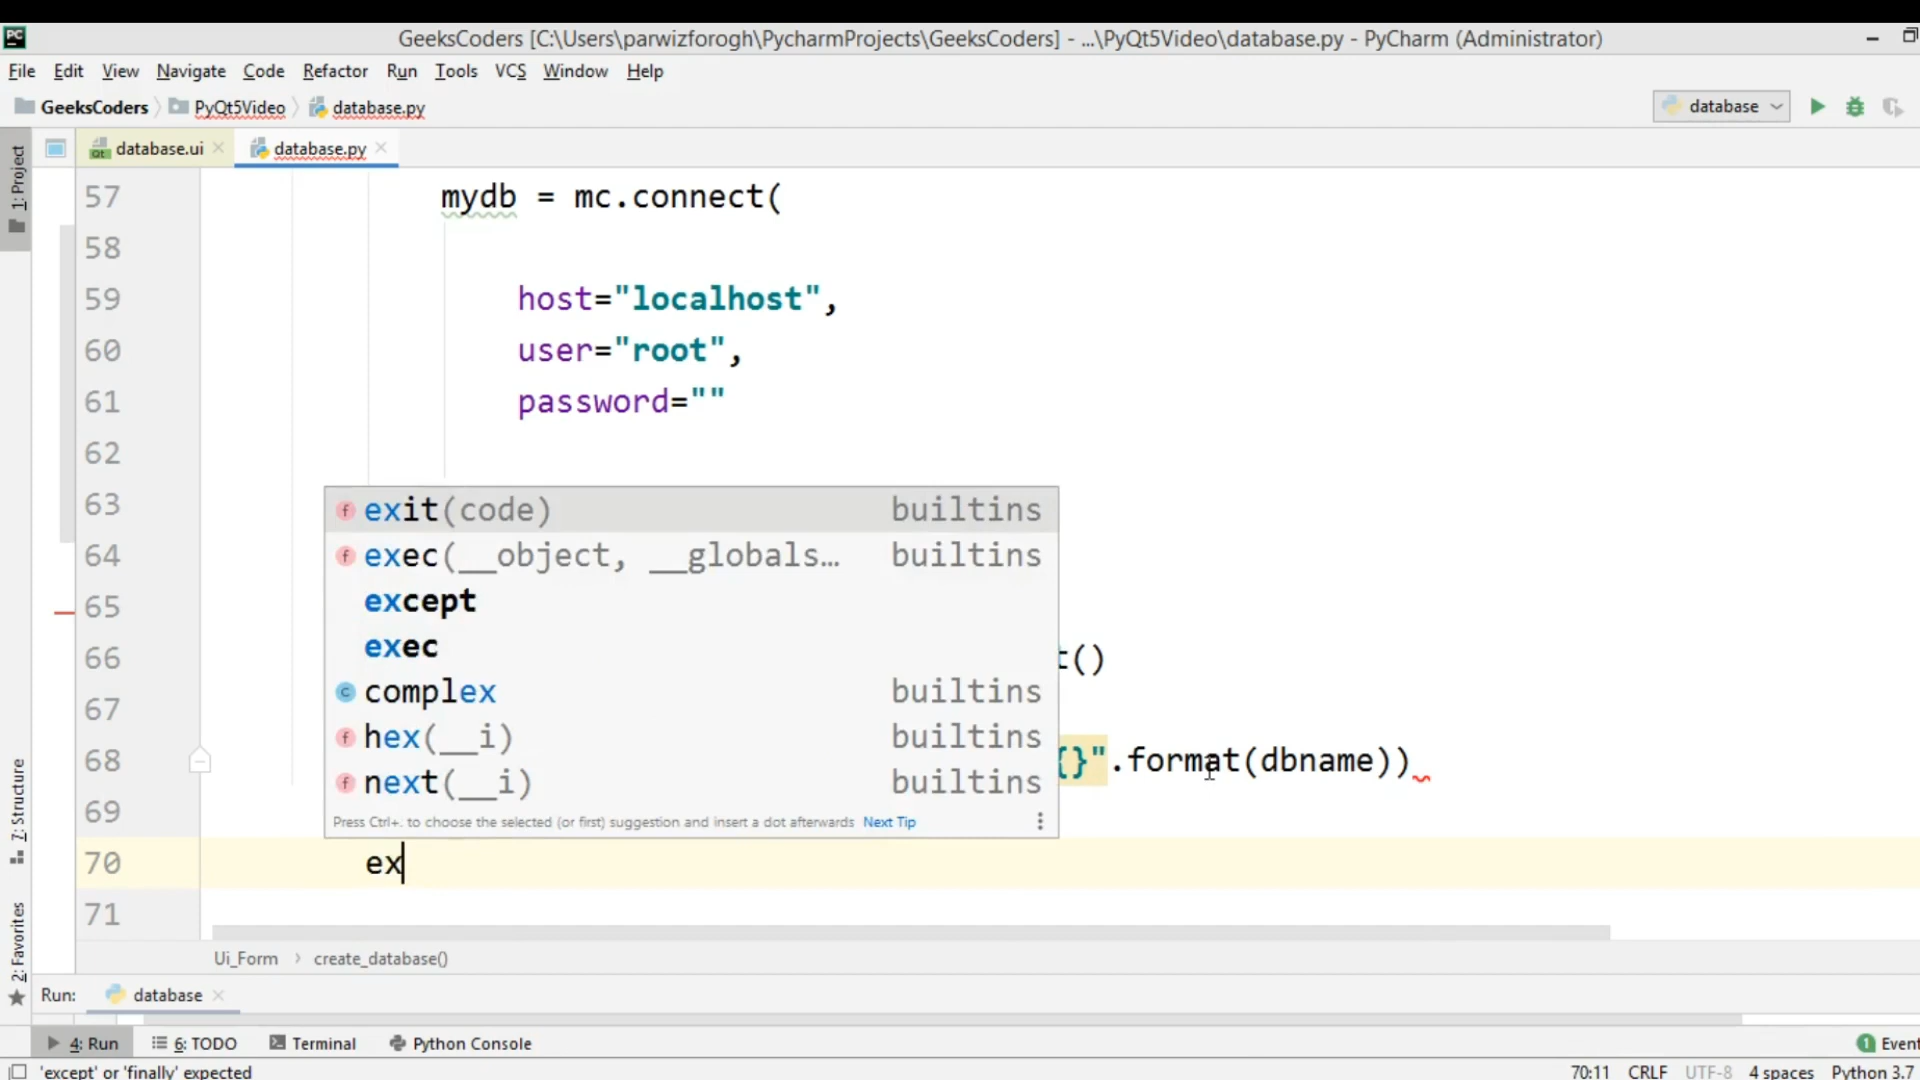 PC
GeeksCoders [C:\Users\parwizforogh\PycharmProjects\GeeksCoders] - ...\PyQt5Video\database.py - PyCharm (Administrator)
File Edit View Navigate Code Refactor Run Tools VCS Window Help
GeeksCoders PyQt5Video database.py database
Qt database.ui database.py
1: Project
57 mydb = mc.connect(
58
59 host="localhost",
60 user="root",
61 password=""
62
63 exit(code) builtins
64 exec(__object, __globals… builtins
except
65
exec
66 t()
complex builtins
67
hex(__i) builtins
68 {}".format(dbname))
next(__i) builtins
69 Press Ctrl+. to choose the selected (or first) suggestion and insert a dot afterwards Next Tip
70 ex
71
7: Structure
2: Favorites
Ui_Form › create_database()
Run: database
4: Run 6: TODO Terminal Python Console 1 Event
'except' or 'finally' expected 70:11 CRLF UTF-8 4 spaces Python 3.7